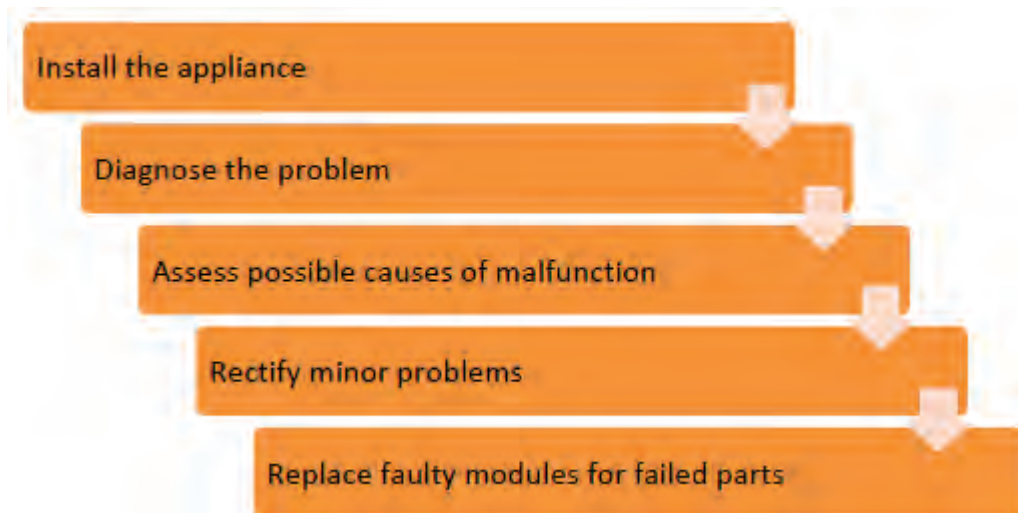 Install the appliance
Diagnose the problem
Assess possible causes of malfunction
Rectify minor problems
Replace faulty modules for failed parts